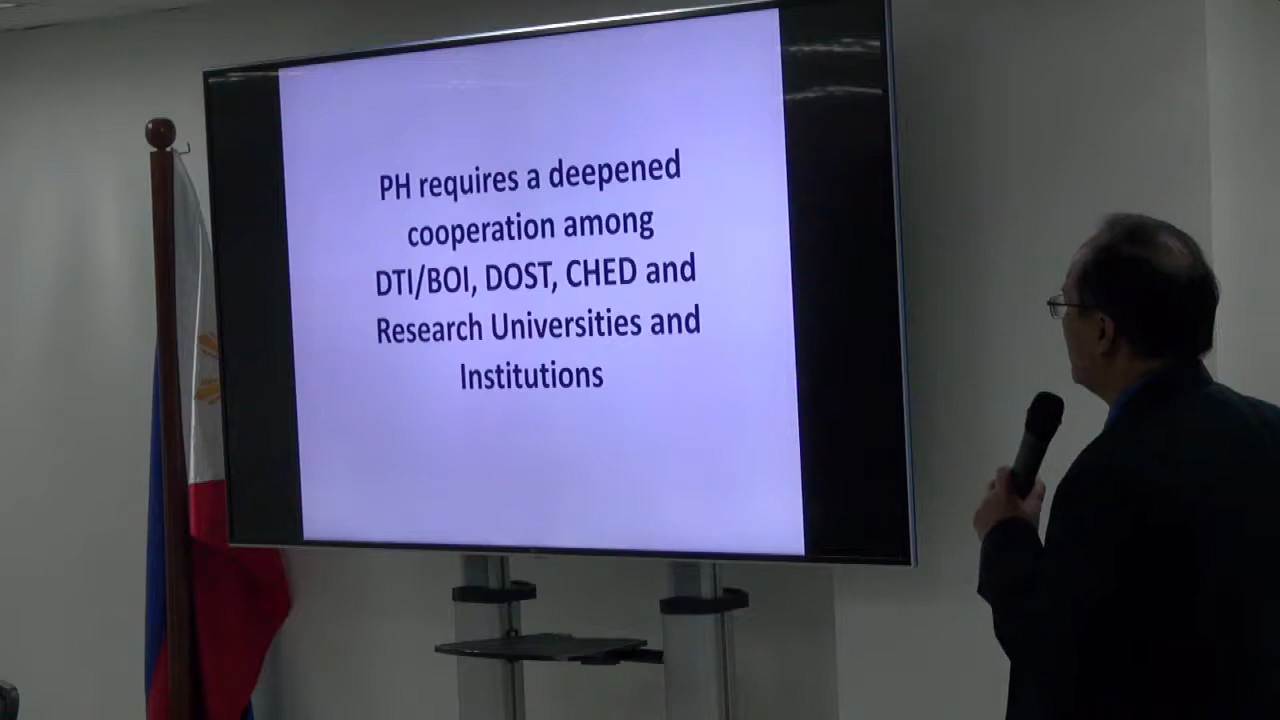 PH requires a deepened
cooperation among
DTI/BOI, DOST, CHED and
Research Universities and
Institutions